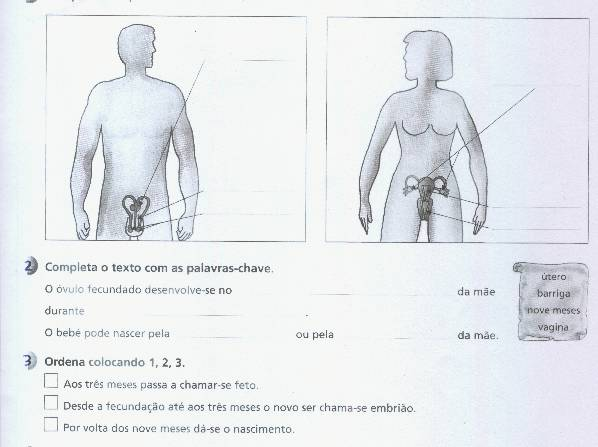 2 Completa o texto com as palavras-chave.
O óvulo fecundado desenvolve-se no da mãe
durante .
O bebé pode nascer pela ou pela da mãe.
útero
barriga
nove meses
vagina
3 Ordena colocando 1, 2, 3.
Aos três meses passa a chamar-se feto.
Desde a fecundação até aos três meses o novo ser chama-se embrião.
Por volta dos nove meses dá-se o nascimento.